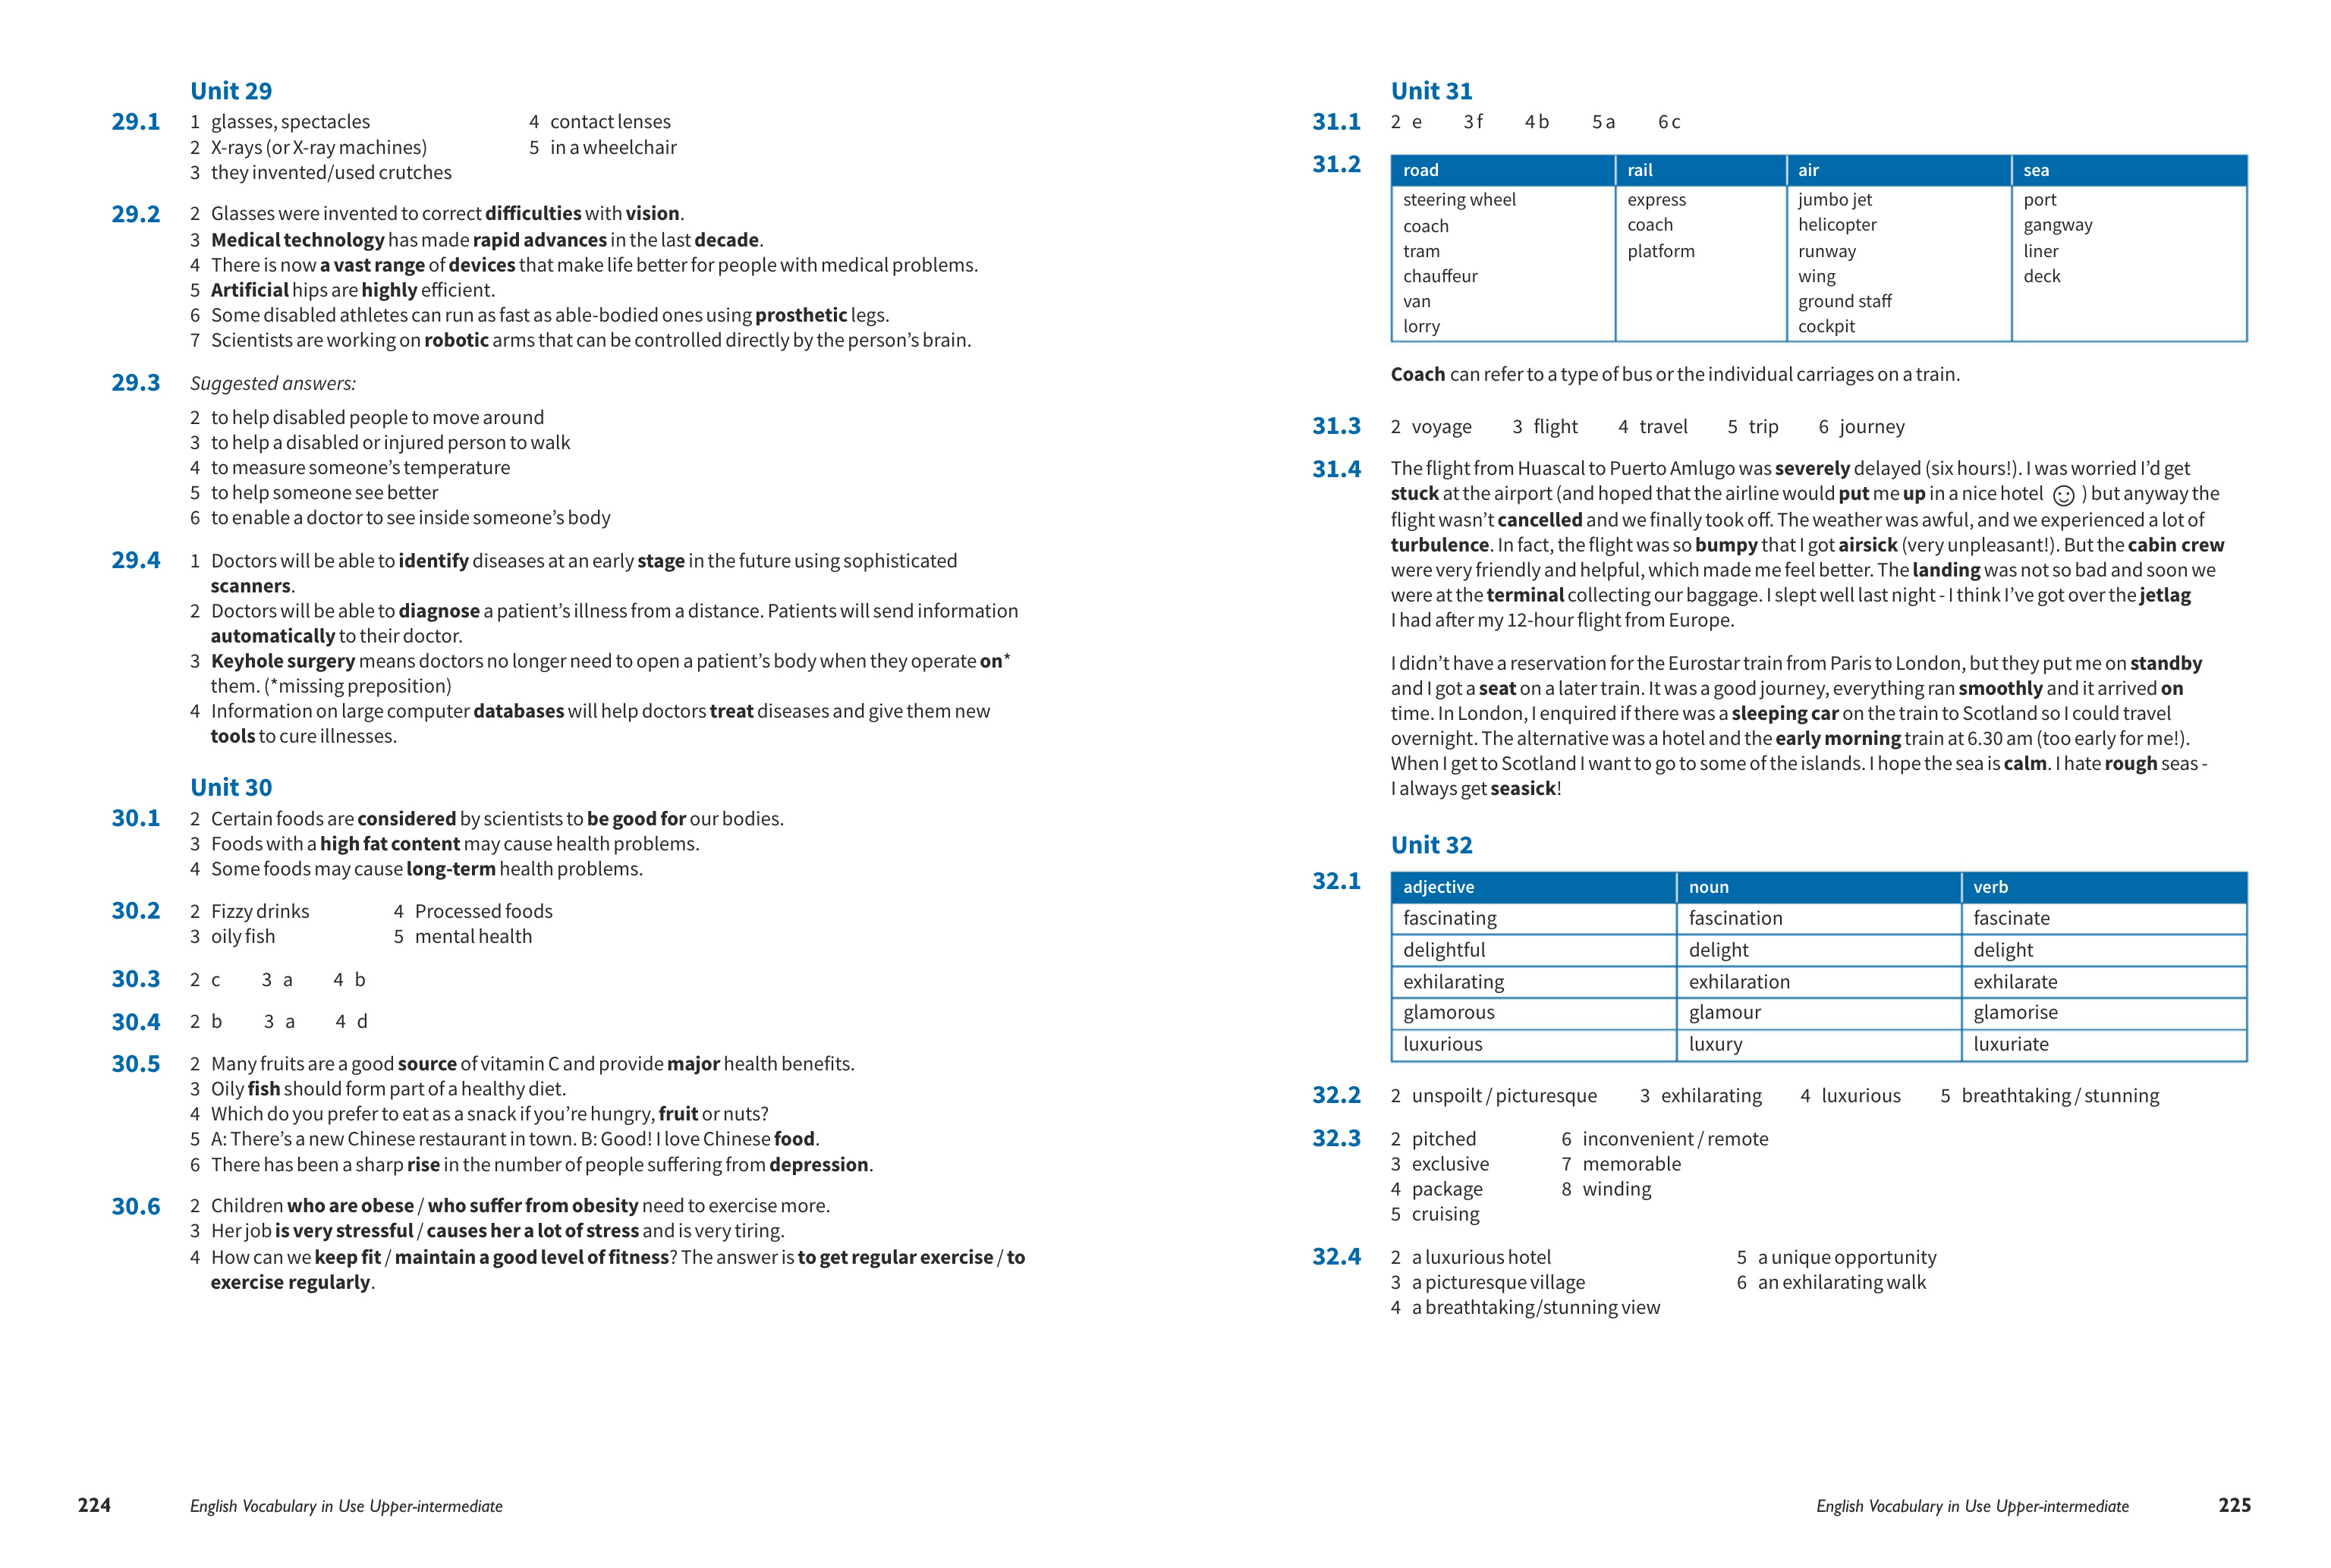 Unit 29
29.1 1 glasses, spectacles 4 contact lenses
2 X-rays (or X-ray machines) 5 in a wheelchair
3 they invented/used crutches
29.2 2 Glasses were invented to correct difficulties with vision.
3 Medical technology has made rapid advances in the last decade.
4 There is now a vast range of devices that make life better for people with medical problems.
5 Artificial hips are highly efficient.
6 Some disabled athletes can run as fast as able-bodied ones using prosthetic legs.
7 Scientists are working on robotic arms that can be controlled directly by the person's brain.
29.3 Suggested answers:
2 to help disabled people to move around
3 to help a disabled or injured person to walk
4 to measure someone's temperature
5 to help someone see better
6 to enable a doctor to see inside someone's body
29.4 1 Doctors will be able to identify diseases at an early stage in the future using sophisticated
scanners.
2 Doctors will be able to diagnose a patient's illness from a distance. Patients will send information
automatically to their doctor.
3 Keyhole surgery means doctors no longer need to open a patient's body when they operate on*
them. (*missing preposition)
4 Information on large computer databases will help doctors treat diseases and give them new
tools to cure illnesses.
Unit 30
30.1 2 Certain foods are considered by scientists to be good for our bodies.
3 Foods with a high fat content may cause health problems.
4 Some foods may cause long-term health problems.
30.2 2 Fizzy drinks 4 Processed foods
3 oily fish 5 mental health
30.3 2 c 3 a 4 b
30.4 2 b 3 a 4 d
30.5 2 Many fruits are a good source of vitamin C and provide major health benefits.
3 Oily fish should form part of a healthy diet.
4 Which do you prefer to eat as a snack if you're hungry, fruit or nuts?
5 A: There's a new Chinese restaurant in town. B: Good! I love Chinese food.
6 There has been a sharp rise in the number of people suffering from depression.
30.6 2 Children who are obese / who suffer from obesity need to exercise more.
3 Her job is very stressful / causes her a lot of stress and is very tiring.
4 How can we keep fit / maintain a good level of fitness? The answer is to get regular exercise / to
exercise regularly.
224 English Vocabulary in Use Upper-intermediate
Unit 31
31.1 2 e 3 f 4 b 5 a 6 c
31.2 road rail air sea
steering wheel express jumbo jet port
coach coach helicopter gangway
tram platform runway liner
chauffeur wing deck
van ground staff
lorry cockpit
Coach can refer to a type of bus or the individual carriages on a train.
31.3 2 voyage 3 flight 4 travel 5 trip 6 journey
31.4 The flight from Huascal to Puerto Amlugo was severely delayed (six hours!). I was worried I'd get
stuck at the airport (and hoped that the airline would put me up in a nice hotel ☺ ) but anyway the
flight wasn't cancelled and we finally took off. The weather was awful, and we experienced a lot of
turbulence. In fact, the flight was so bumpy that I got airsick (very unpleasant!). But the cabin crew
were very friendly and helpful, which made me feel better. The landing was not so bad and soon we
were at the terminal collecting our baggage. I slept well last night - I think I've got over the jetlag
I had after my 12-hour flight from Europe.
I didn't have a reservation for the Eurostar train from Paris to London, but they put me on standby
and I got a seat on a later train. It was a good journey, everything ran smoothly and it arrived on
time. In London, I enquired if there was a sleeping car on the train to Scotland so I could travel
overnight. The alternative was a hotel and the early morning train at 6.30 am (too early for me!).
When I get to Scotland I want to go to some of the islands. I hope the sea is calm. I hate rough seas -
I always get seasick!
Unit 32
32.1 adjective noun verb
fascinating fascination fascinate
delightful delight delight
exhilarating exhilaration exhilarate
glamorous glamour glamorise
luxurious luxury luxuriate
32.2 2 unspoilt / picturesque 3 exhilarating 4 luxurious 5 breathtaking / stunning
32.3 2 pitched 6 inconvenient / remote
3 exclusive 7 memorable
4 package 8 winding
5 cruising
32.4 2 a luxurious hotel 5 a unique opportunity
3 a picturesque village 6 an exhilarating walk
4 a breathtaking/stunning view
English Vocabulary in Use Upper-intermediate 225